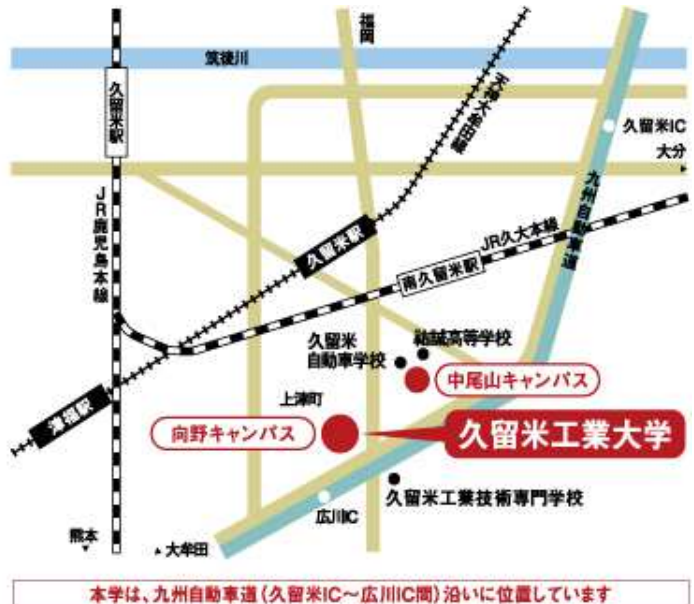 福岡
筑後川
久留米駅
天神大牟田線
久留米IC
大分
九州自動車道
JR鹿児島本線
久留米駅
JR久大本線
南久留米駅
久留米
自動車学校
祐誠高等学校
中尾山キャンパス
上津町
津福駅
向野キャンパス
久留米工業大学
久留米工業技術専門学校
広川IC
熊本
大牟田
本学は、九州自動車道(久留米IC〜広川IC間)沿いに位置しています